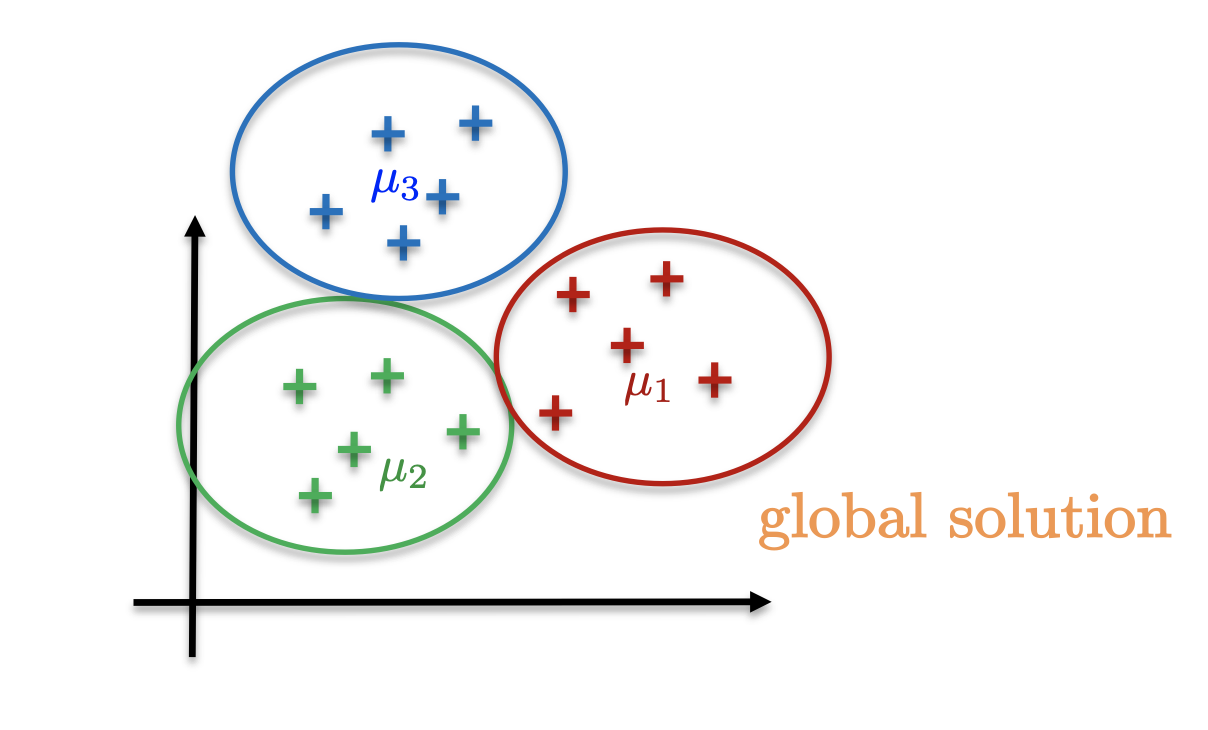 μ₃
μ₁
μ₂
global solution